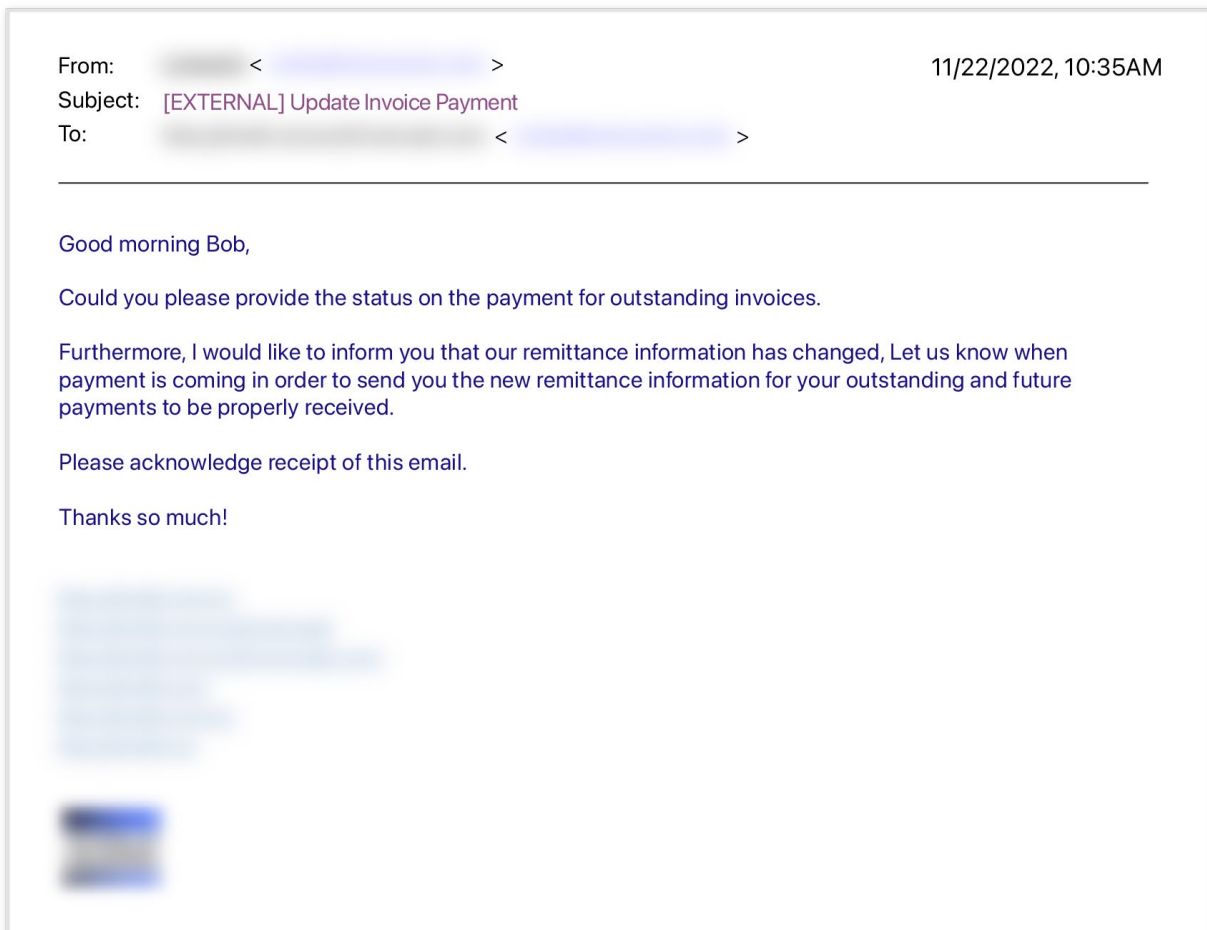 From: < >
11/22/2022, 10:35AM
Subject: [EXTERNAL] Update Invoice Payment
To: < >
Good morning Bob,
Could you please provide the status on the payment for outstanding invoices.
Furthermore, I would like to inform you that our remittance information has changed, Let us know when
payment is coming in order to send you the new remittance information for your outstanding and future
payments to be properly received.
Please acknowledge receipt of this email.
Thanks so much!